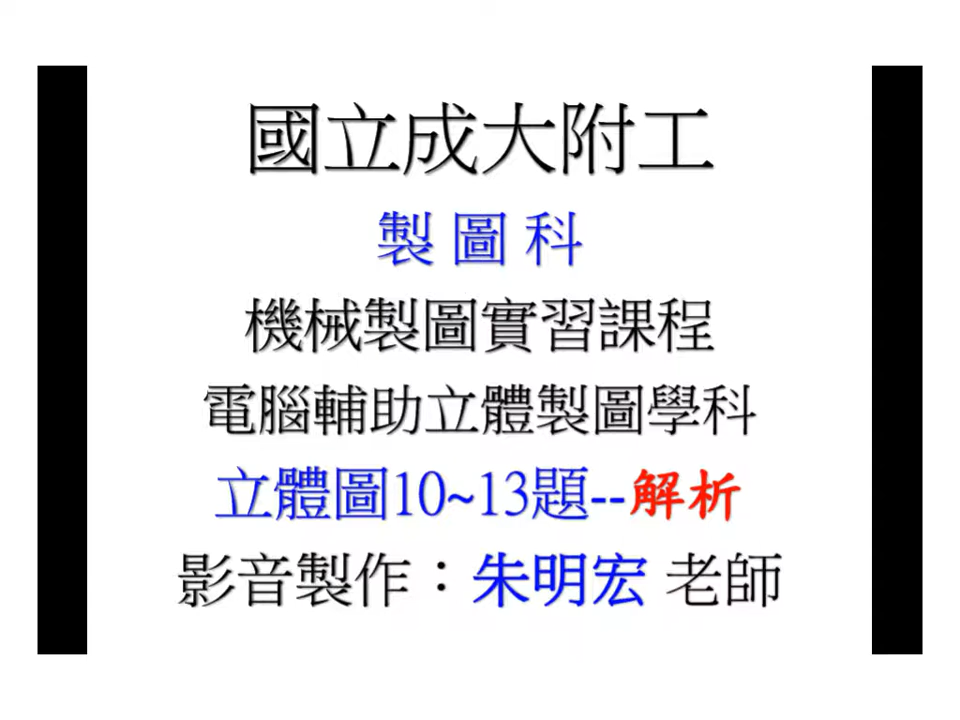 國立成大附工
製圖科
機械製圖實習課程
電腦輔助立體製圖學科
立體圖10~13題--解析
影音製作：朱明宏 老師